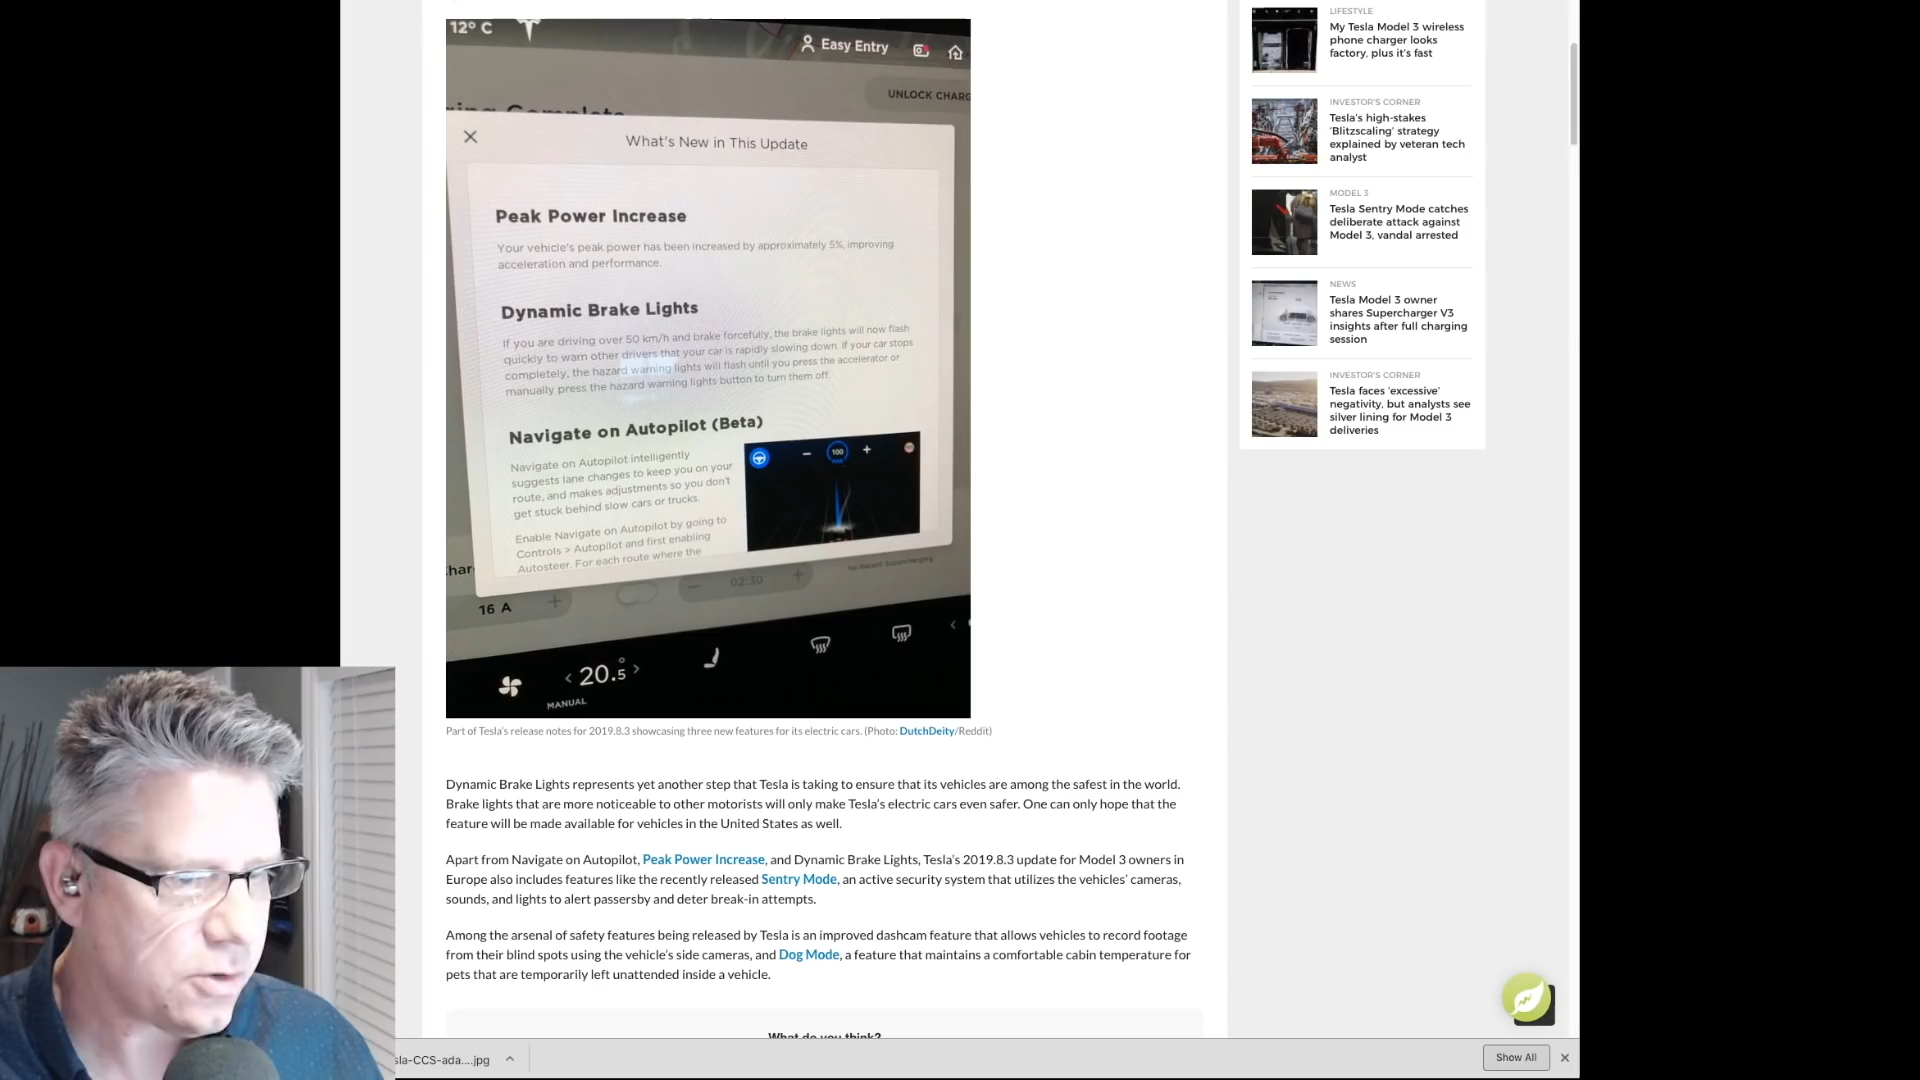 12° C
Easy Entry
UNLOCK CHARG
What's New in This Update
Peak Power Increase
Your vehicle's peak power has been increased by approximately 5%, improving
acceleration and performance.
Dynamic Brake Lights
If you are driving over 50 km/h and brake forcefully, the brake lights will now flash
quickly to warn other drivers that your car is rapidly slowing down. If your car stops
completely, the hazard warning lights will flash until you press the accelerator or
manually press the hazard warning lights button to turn them off.
Navigate on Autopilot (Beta)
Navigate on Autopilot intelligently
suggests lane changes to keep you on your
route, and makes adjustments so you don't
get stuck behind slow cars or trucks.
Enable Navigate on Autopilot by going to
Controls > Autopilot and first enabling
Autosteer. For each route where the
100
No Recent Supercharging
02:30
16 A
< 20.5° >
MANUAL
Part of Tesla's release notes for 2019.8.3 showcasing three new features for its electric cars. (Photo: DutchDeity/Reddit)
Dynamic Brake Lights represents yet another step that Tesla is taking to ensure that its vehicles are among the safest in the world.
Brake lights that are more noticeable to other motorists will only make Tesla's electric cars even safer. One can only hope that the
feature will be made available for vehicles in the United States as well.
Apart from Navigate on Autopilot, Peak Power Increase, and Dynamic Brake Lights, Tesla's 2019.8.3 update for Model 3 owners in
Europe also includes features like the recently released Sentry Mode, an active security system that utilizes the vehicles' cameras,
sounds, and lights to alert passersby and deter break-in attempts.
Among the arsenal of safety features being released by Tesla is an improved dashcam feature that allows vehicles to record footage
from their blind spots using the vehicle's side cameras, and Dog Mode, a feature that maintains a comfortable cabin temperature for
pets that are temporarily left unattended inside a vehicle.
What do you think?
LIFESTYLE
My Tesla Model 3 wireless
phone charger looks
factory, plus it's fast
INVESTOR'S CORNER
Tesla's high-stakes
'Blitzscaling' strategy
explained by veteran tech
analyst
MODEL 3
Tesla Sentry Mode catches
deliberate attack against
Model 3, vandal arrested
NEWS
Tesla Model 3 owner
shares Supercharger V3
insights after full charging
session
INVESTOR'S CORNER
Tesla faces 'excessive'
negativity, but analysts see
silver lining for Model 3
deliveries
sla-CCS-ada....jpg
Show All